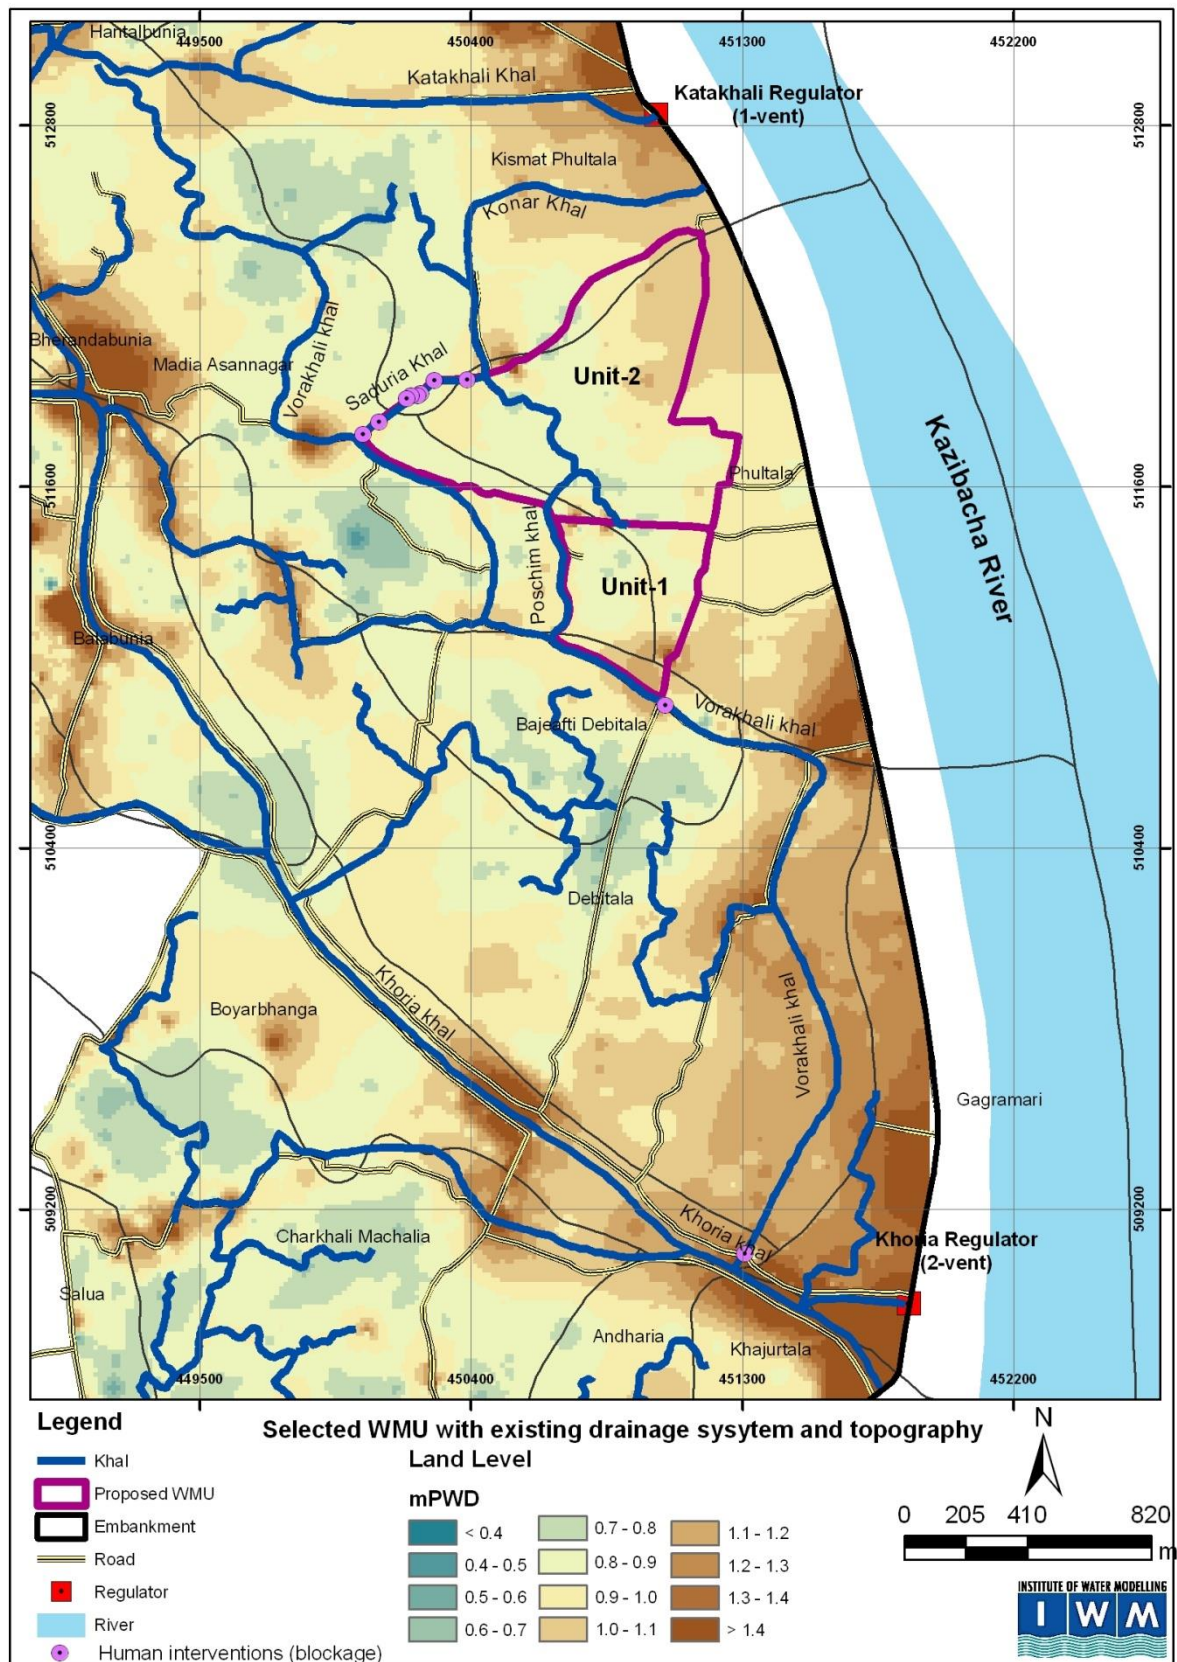 Hantalbunia
449500
450400
451300
452200
Katakhali Khal
Katakhali Regulator
(1-vent)
512800
512800
Kismat Phultala
Konar Khal
Bherandabunia
Madia Asannagar
Vorakhali khal
Saduria Khal
Unit-2
Kazibacha River
Phultala
511600
511600
Poschim khal
Unit-1
Balabunia
Bajeafti Debitala
Vorakhali khal
510400
510400
Debitala
Khoria khal
Boyarbhanga
Vorakhali khal
Gagramari
509200
509200
Charkhali Machalia
Khoria khal
Khoria Regulator
(2-vent)
Salua
Andharia
Khajurtala
449500
450400
451300
452200
Legend
Khal
Proposed WMU
Embankment
Road
Regulator
River
Human interventions (blockage)
Selected WMU with existing drainage sysytem and topography
Land Level
mPWD
< 0.4
0.4 - 0.5
0.5 - 0.6
0.6 - 0.7
0.7 - 0.8
0.8 - 0.9
0.9 - 1.0
1.0 - 1.1
1.1 - 1.2
1.2 - 1.3
1.3 - 1.4
> 1.4
N
0 205 410 820
m
INSTITUTE OF WATER MODELLING
IWM